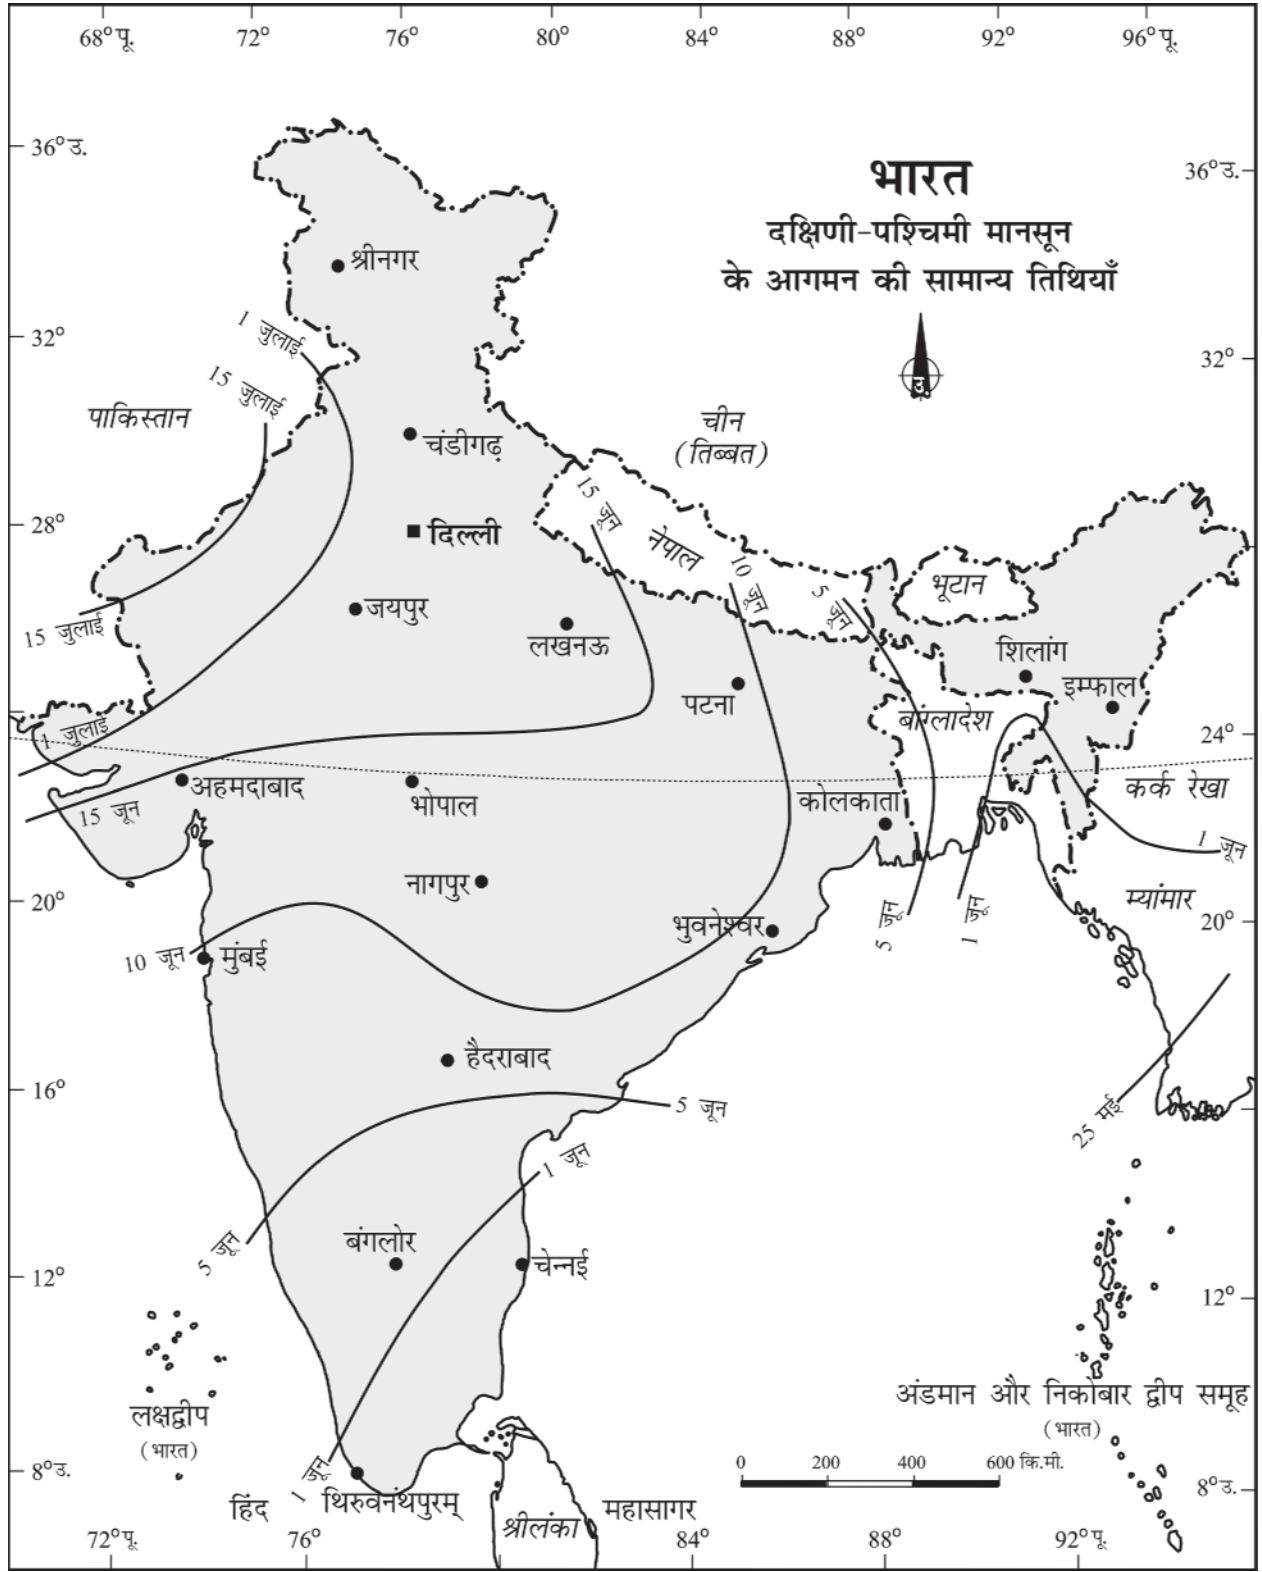 68°पू.
72°
76°
80°
84°
88°
92°
96°पू.
36°उ.
36°उ.
भारत
दक्षिणी-पश्चिमी मानसून
के आगमन की सामान्य तिथियाँ
श्रीनगर
1 जुलाई
32°
32°
उ
15 जुलाई
पाकिस्तान
चीन
(तिब्बत)
चंडीगढ़
15 जून
28°
दिल्ली
नेपाल
10 जून
5 जून
भूटान
15 जुलाई
जयपुर
लखनऊ
शिलांग
इम्फाल
पटना
बांग्लादेश
1 जुलाई
24°
अहमदाबाद
भोपाल
कोलकाता
कर्क रेखा
15 जून
1 जून
नागपुर
20°
म्यांमार
भुवनेश्वर
5 जून
1 जून
20°
10 जून
मुंबई
हैदराबाद
16°
5 जून
25 मई
1 जून
बंगलोर
5 जून
चेन्नई
12°
12°
अंडमान और निकोबार द्वीप समूह
(भारत)
लक्षद्वीप
(भारत)
0 200 400 600 कि.मी.
8°उ.
1 जून
8°उ.
हिंद
थिरुवनंथपुरम्
श्रीलंका
महासागर
72°पू.
76°
84°
88°
92°पू.